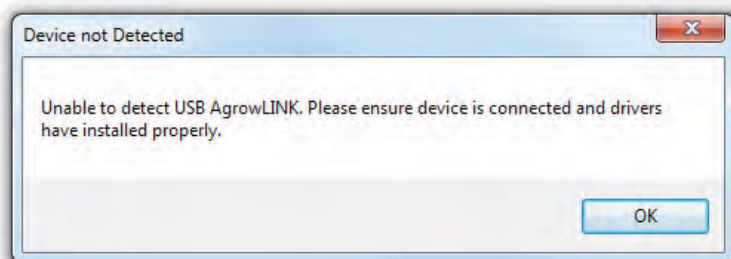 Device not Detected
Unable to detect USB AgrowLINK. Please ensure device is connected and drivers
have installed properly.
OK